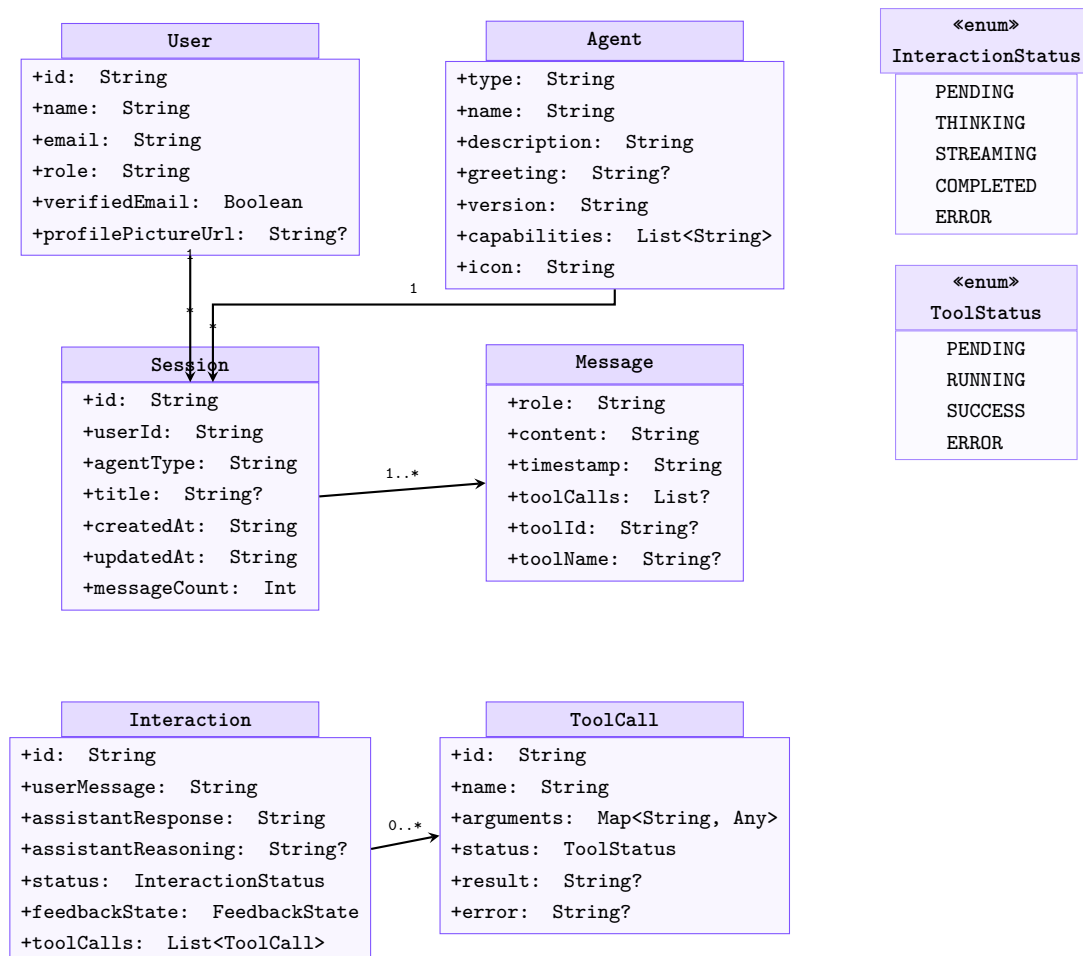 User
+id: String
+name: String
+email: String
+role: String
+verifiedEmail: Boolean
+profilePictureUrl: String?
Agent
+type: String
+name: String
+description: String
+greeting: String?
+version: String
+capabilities: List<String>
+icon: String
«enum»
InteractionStatus
PENDING
THINKING
STREAMING
COMPLETED
ERROR
«enum»
ToolStatus
PENDING
RUNNING
SUCCESS
ERROR
1
*
1
*
Session
+id: String
+userId: String
+agentType: String
+title: String?
+createdAt: String
+updatedAt: String
+messageCount: Int
1..*
Message
+role: String
+content: String
+timestamp: String
+toolCalls: List?
+toolId: String?
+toolName: String?
Interaction
+id: String
+userMessage: String
+assistantResponse: String
+assistantReasoning: String?
+status: InteractionStatus
+feedbackState: FeedbackState
+toolCalls: List<ToolCall>
0..*
ToolCall
+id: String
+name: String
+arguments: Map<String, Any>
+status: ToolStatus
+result: String?
+error: String?